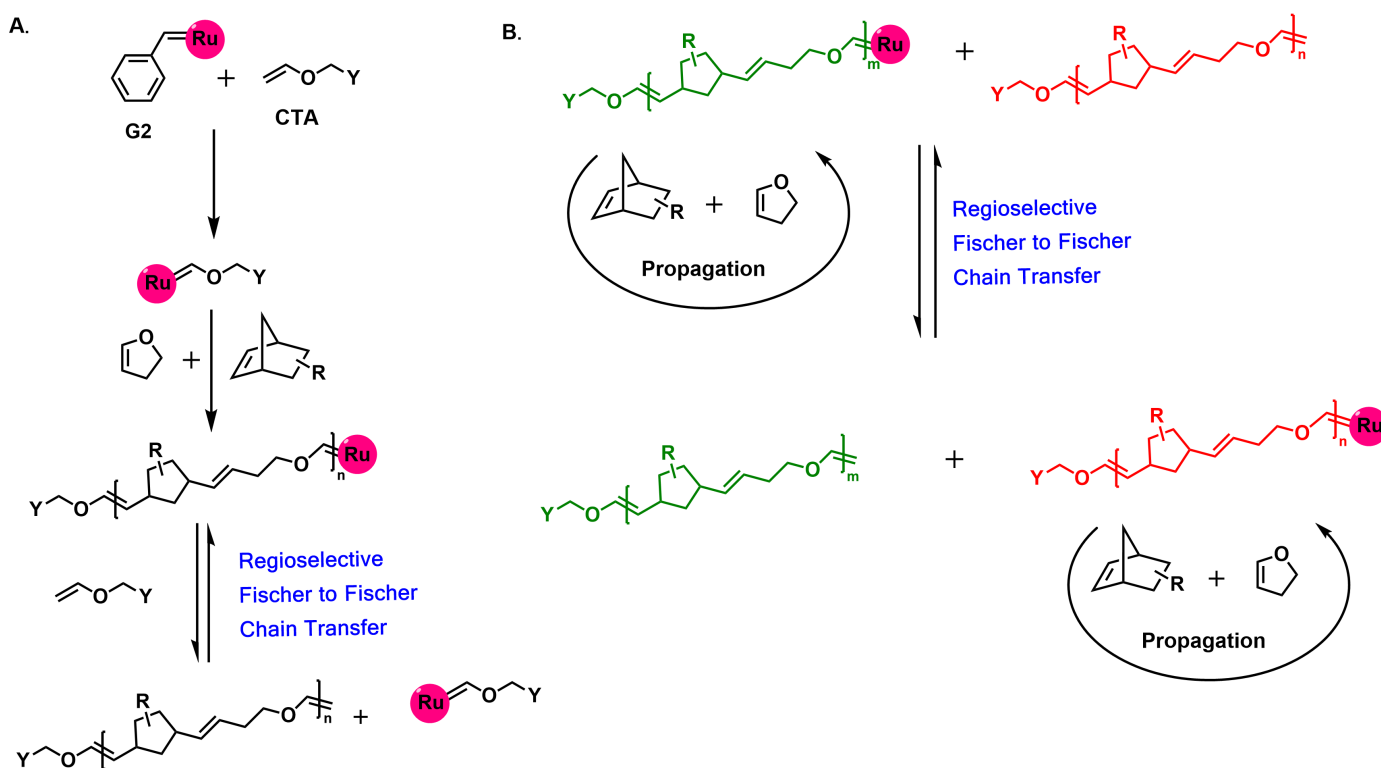 A.
Ru
+
O
Y
G2
CTA
Ru
O
Y
O
+
R
R
Ru
n
O
Y
O
O
Y
Regioselective
Fischer to Fischer
Chain Transfer
R
O
n
+
Ru
O
Y
Y
O
B.
R
O
Ru
m
Y
O
+
R
O
n
Y
O
R
+
O
Propagation
Regioselective
Fischer to Fischer
Chain Transfer
R
O
m
Y
O
+
R
O
Ru
n
Y
O
R
+
O
Propagation